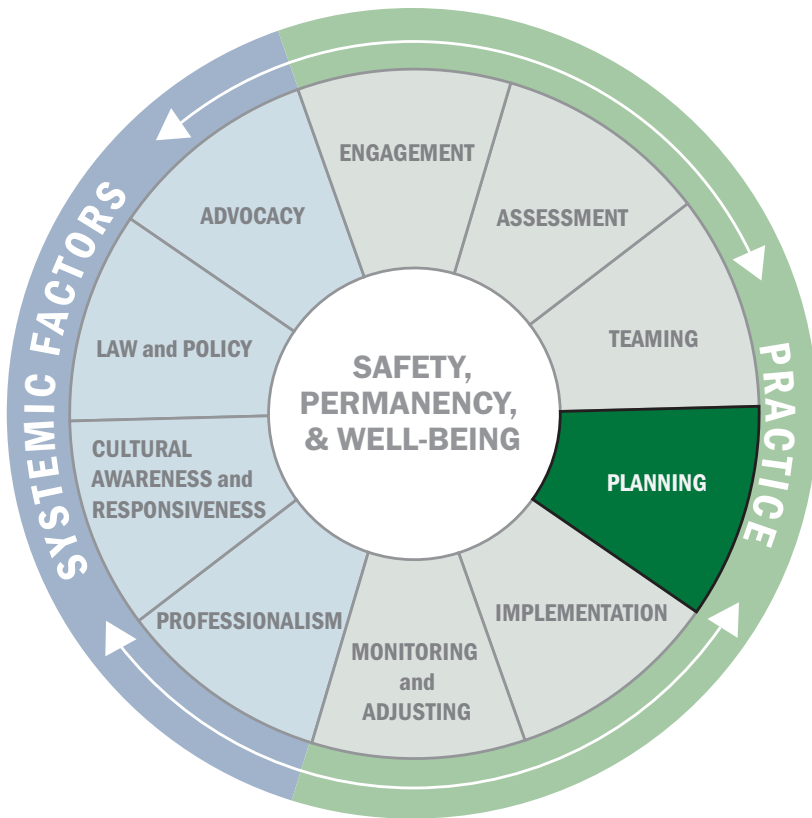 SYSTEMIC FACTORS
PRACTICE
ENGAGEMENT
ASSESSMENT
TEAMING
PLANNING
IMPLEMENTATION
MONITORING
and
ADJUSTING
PROFESSIONALISM
CULTURAL
AWARENESS and
RESPONSIVENESS
LAW and POLICY
ADVOCACY
SAFETY,
PERMANENCY,
& WELL-BEING